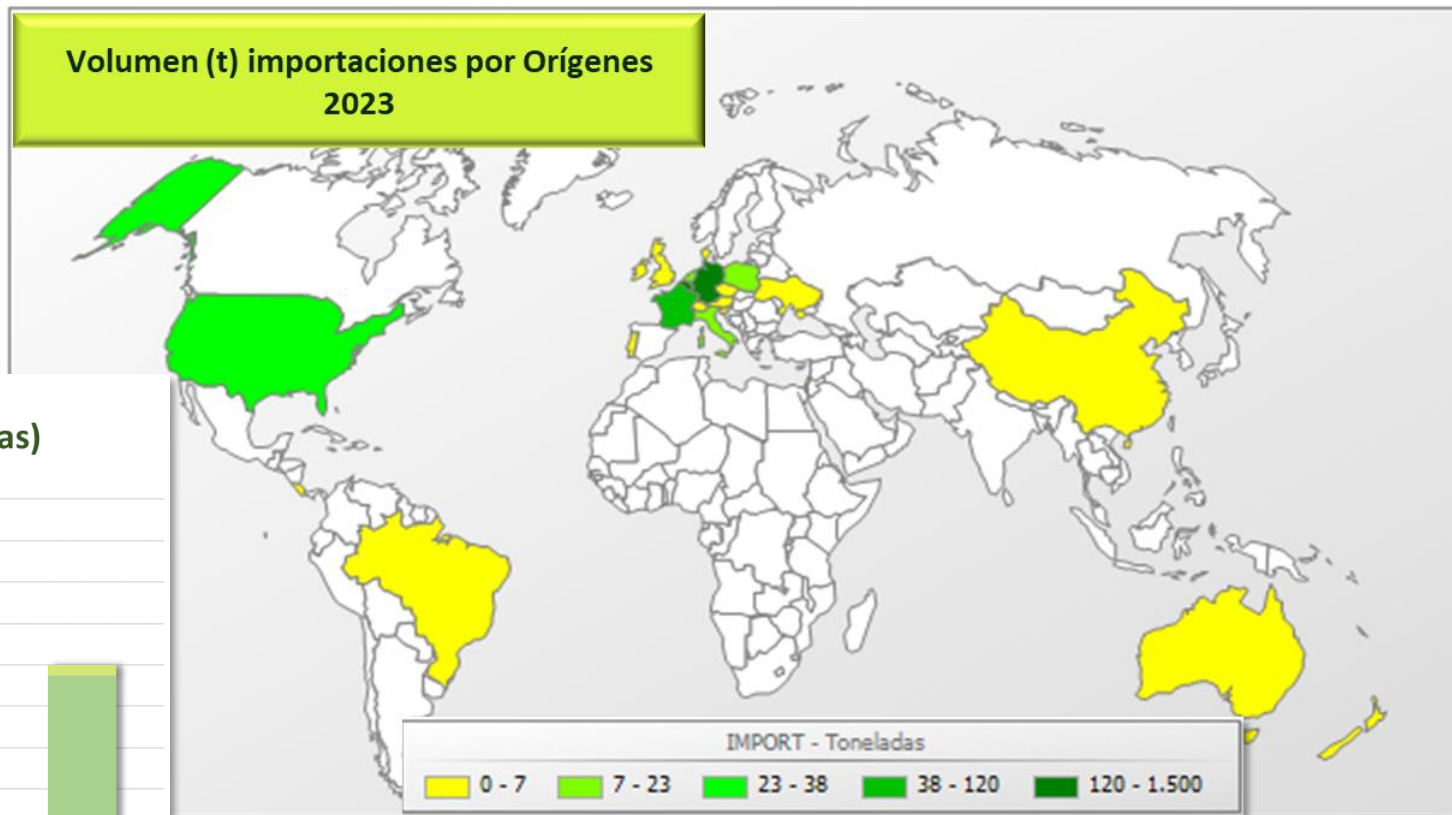 Volumen (t) importaciones por Orígenes
2023
as)
IMPORT - Toneladas
0 - 7
7 - 23
23 - 38
38 - 120
120 - 1.500